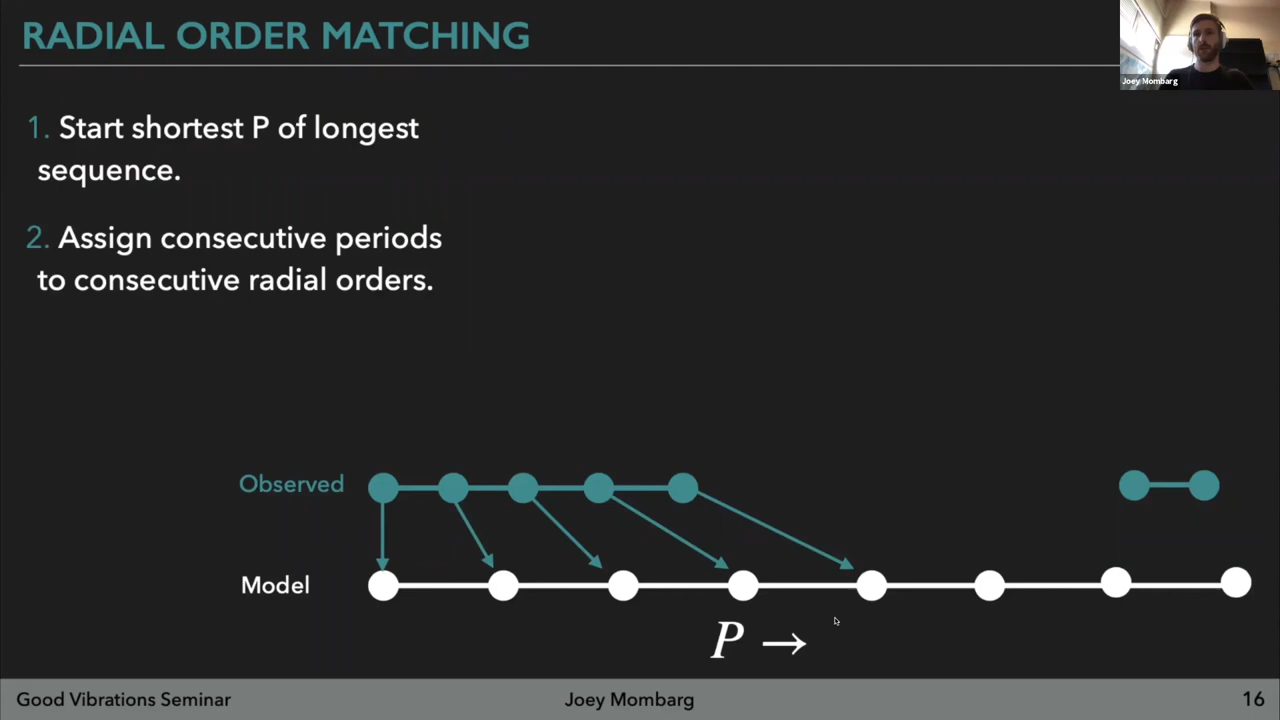 RADIAL ORDER MATCHING
Joey Mombarg
1. Start shortest P of longest
sequence.
2. Assign consecutive periods
to consecutive radial orders.
Observed
Model
P →
Good Vibrations Seminar
Joey Mombarg
16